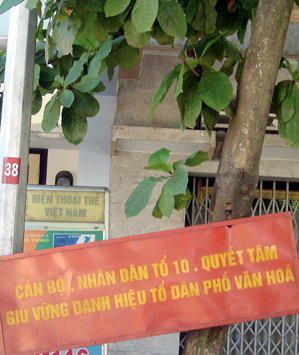 38
ĐIỆN THOẠI THẺ
VIỆT NAM
CÁN BỘ, NHÂN DÂN TỔ 10. QUYẾT TÂM
GIỮ VỮNG DANH HIỆU TỔ DÂN PHỐ VĂN HOÁ